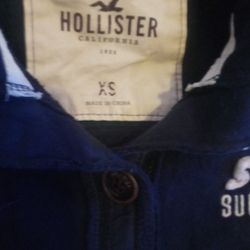 HOLLISTER
CALIFORNIA
1922
XS
MADE IN CHINA
S
SU